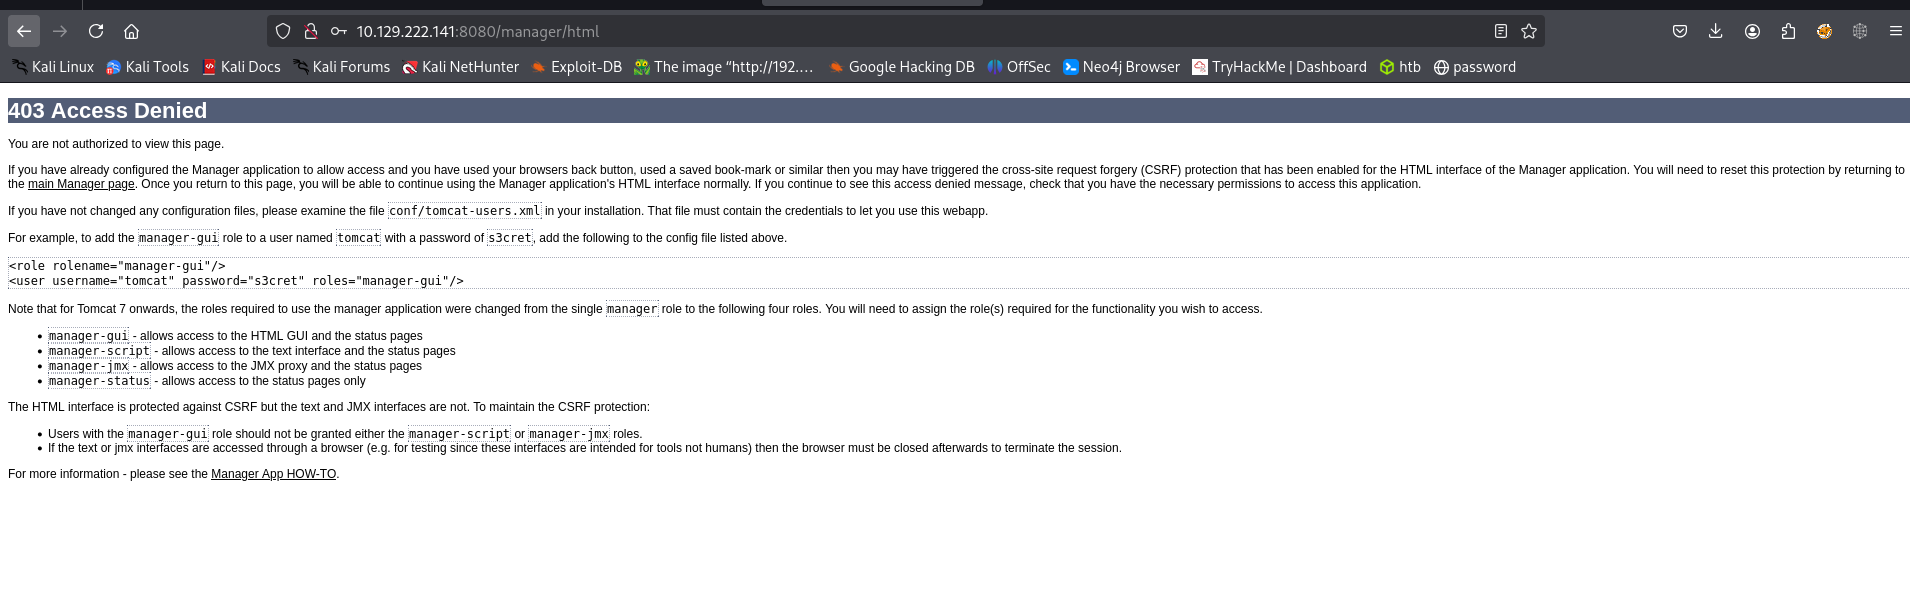 10.129.222.141:8080/manager/html
Kali Linux Kali Tools Kali Docs Kali Forums Kali NetHunter Exploit-DB The image “http://192.… Google Hacking DB OffSec Neo4j Browser TryHackMe | Dashboard htb password
403 Access Denied
You are not authorized to view this page.
If you have already configured the Manager application to allow access and you have used your browsers back button, used a saved book-mark or similar then you may have triggered the cross-site request forgery (CSRF) protection that has been enabled for the HTML interface of the Manager application. You will need to reset this protection by returning to
the main Manager page. Once you return to this page, you will be able to continue using the Manager application's HTML interface normally. If you continue to see this access denied message, check that you have the necessary permissions to access this application.
If you have not changed any configuration files, please examine the file conf/tomcat-users.xml in your installation. That file must contain the credentials to let you use this webapp.
For example, to add the manager-gui role to a user named tomcat with a password of s3cret, add the following to the config file listed above.
<role rolename="manager-gui"/>
<user username="tomcat" password="s3cret" roles="manager-gui"/>
Note that for Tomcat 7 onwards, the roles required to use the manager application were changed from the single manager role to the following four roles. You will need to assign the role(s) required for the functionality you wish to access.
• manager-gui - allows access to the HTML GUI and the status pages
• manager-script - allows access to the text interface and the status pages
• manager-jmx - allows access to the JMX proxy and the status pages
• manager-status - allows access to the status pages only
The HTML interface is protected against CSRF but the text and JMX interfaces are not. To maintain the CSRF protection:
• Users with the manager-gui role should not be granted either the manager-script or manager-jmx roles.
• If the text or jmx interfaces are accessed through a browser (e.g. for testing since these interfaces are intended for tools not humans) then the browser must be closed afterwards to terminate the session.
For more information - please see the Manager App HOW-TO.